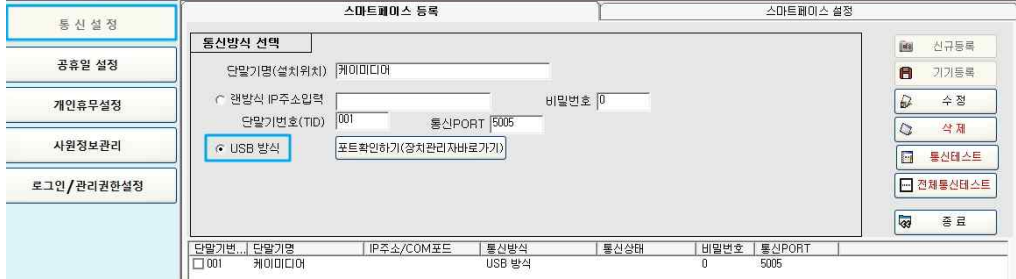 통 신 설 정
공휴일 설정
개인휴무설정
사원정보관리
로그인/관리권한설정
스마트페이스 등록
스마트페이스 설정
통신방식 선택
단말기명(설치위치) 케이미디어
랜방식 IP주소입력 비밀번호 0
단말기번호(TID) 001 통신PORT 5005
USB 방식 포트확인하기(장치관리자바로가기)
신규등록
기기등록
수 정
삭 제
통신테스트
전체통신테스트
종 료
단말기번... 단말기명 IP주소/COM포드 통신방식 통신상태 비밀번호 통신PORT
001 케이미디어 USB 방식 0 5005